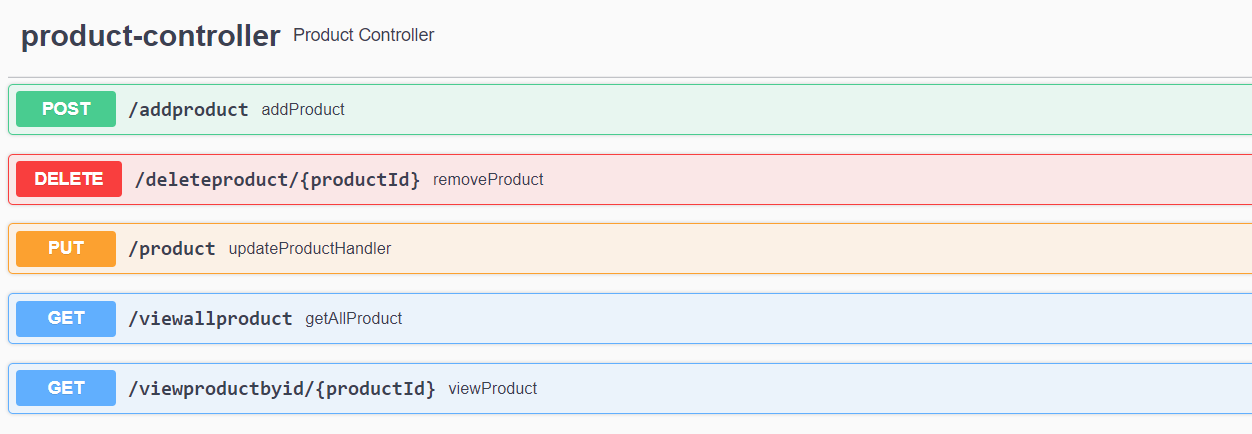 product-controller Product Controller
POST /addproduct addProduct
DELETE /deleteproduct/{productId} removeProduct
PUT /product updateProductHandler
GET /viewallproduct getAllProduct
GET /viewproductbyid/{productId} viewProduct